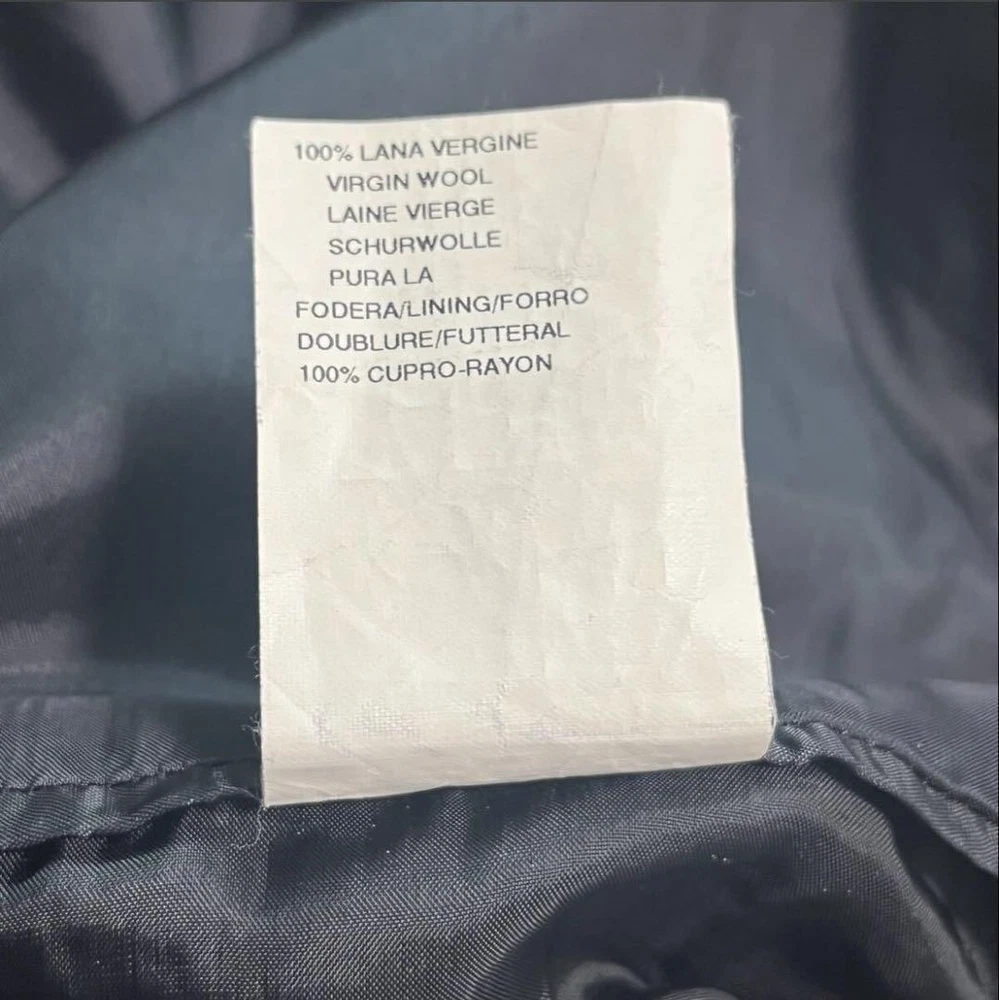 100% LANA VERGINE
VIRGIN WOOL
LAINE VIERGE
SCHURWOLLE
PURA LA
FODERA/LINING/FORRO
DOUBLURE/FUTTERAL
100% CUPRO-RAYON